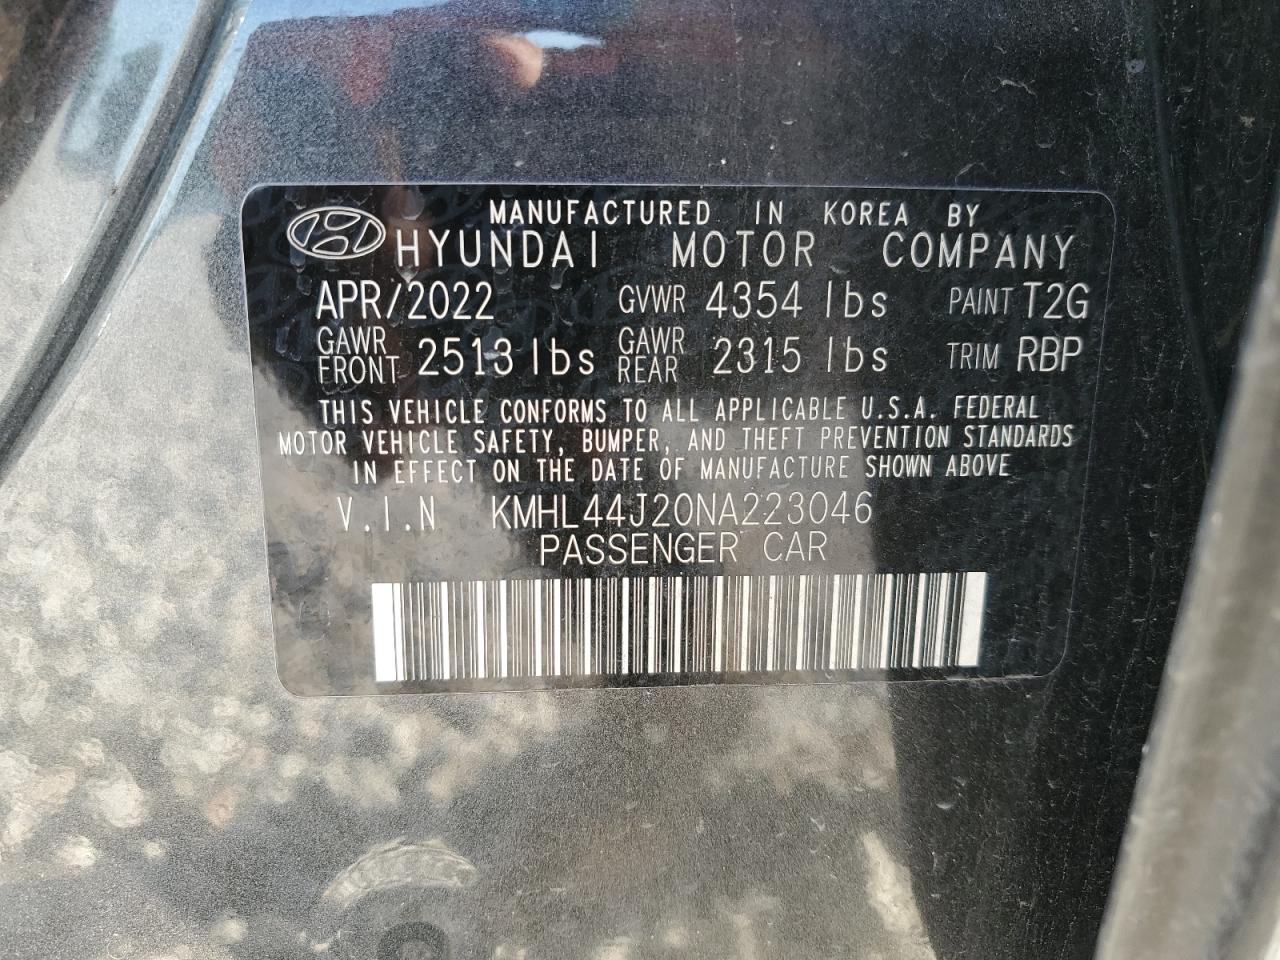 MANUFACTURED IN KOREA BY
HYUNDAI MOTOR COMPANY
APR/2022 GVWR 4354 lbs PAINT T2G
GAWR FRONT 2513 lbs GAWR REAR 2315 lbs TRIM RBP
THIS VEHICLE CONFORMS TO ALL APPLICABLE U.S.A. FEDERAL
MOTOR VEHICLE SAFETY, BUMPER, AND THEFT PREVENTION STANDARDS
IN EFFECT ON THE DATE OF MANUFACTURE SHOWN ABOVE
V.I.N KMHL44J20NA223046
PASSENGER CAR